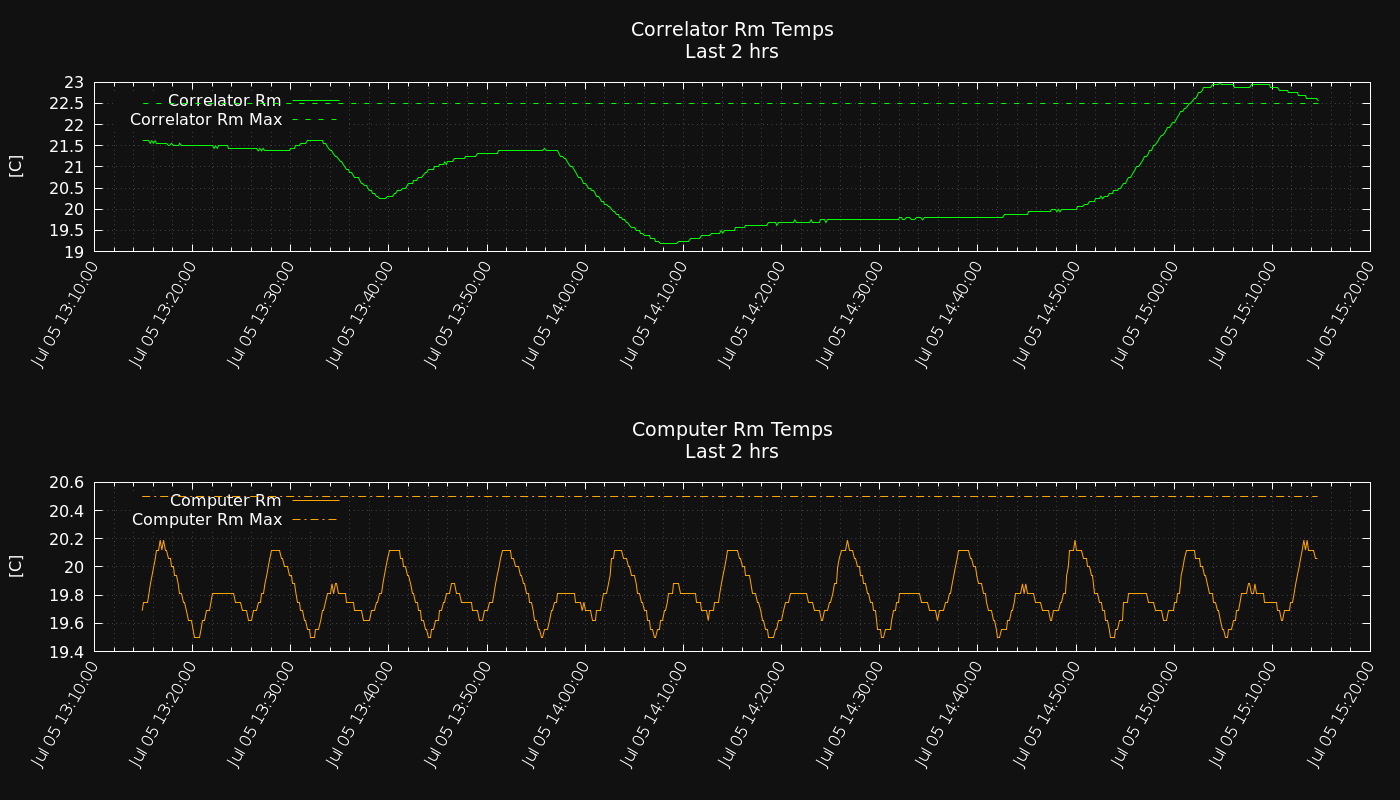 Correlator Rm Temps
Last 2 hrs
23
22.5
22
21.5
21
20.5
20
19.5
19
[C]
Correlator Rm
Correlator Rm Max
Jul 05 13:10:00
Jul 05 13:20:00
Jul 05 13:30:00
Jul 05 13:40:00
Jul 05 13:50:00
Jul 05 14:00:00
Jul 05 14:10:00
Jul 05 14:20:00
Jul 05 14:30:00
Jul 05 14:40:00
Jul 05 14:50:00
Jul 05 15:00:00
Jul 05 15:10:00
Jul 05 15:20:00
Computer Rm Temps
Last 2 hrs
20.6
20.4
20.2
20
19.8
19.6
19.4
[C]
Computer Rm
Computer Rm Max
Jul 05 13:10:00
Jul 05 13:20:00
Jul 05 13:30:00
Jul 05 13:40:00
Jul 05 13:50:00
Jul 05 14:00:00
Jul 05 14:10:00
Jul 05 14:20:00
Jul 05 14:30:00
Jul 05 14:40:00
Jul 05 14:50:00
Jul 05 15:00:00
Jul 05 15:10:00
Jul 05 15:20:00